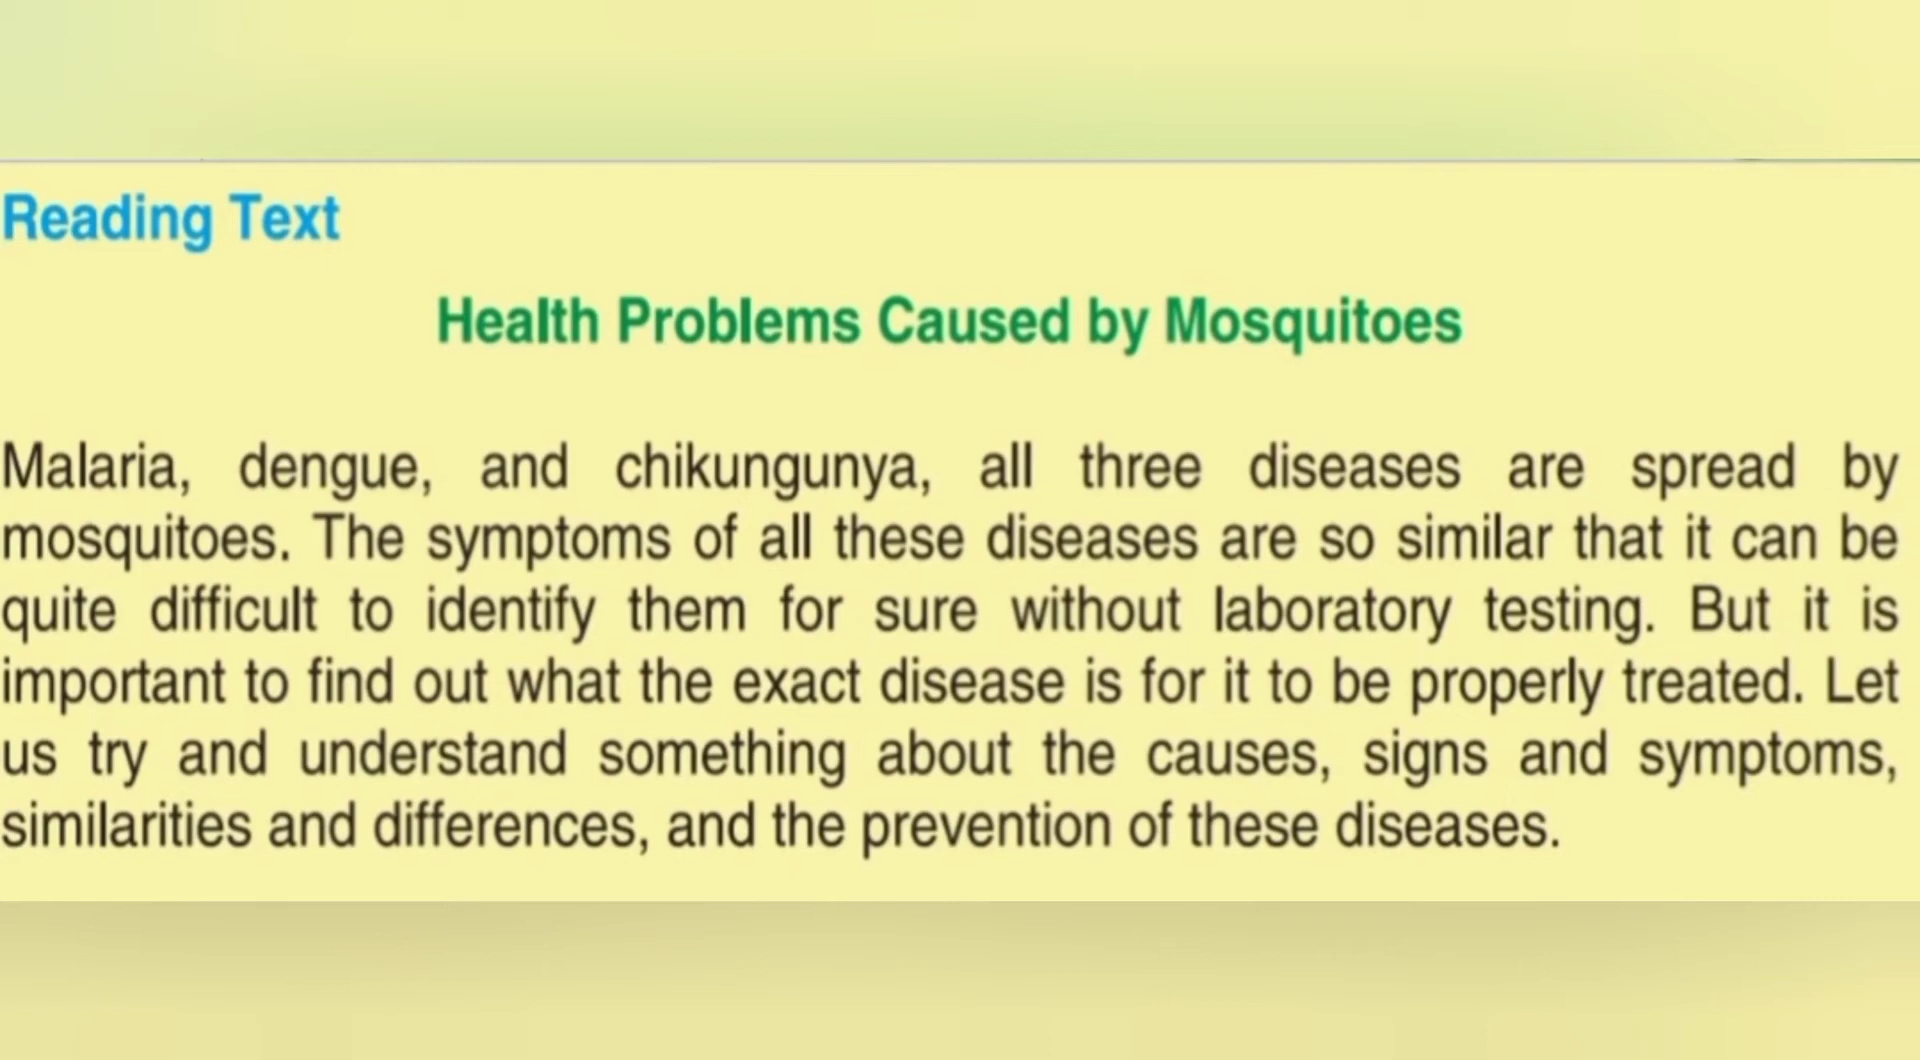 Reading Text
Health Problems Caused by Mosquitoes
Malaria, dengue, and chikungunya, all three diseases are spread by
mosquitoes. The symptoms of all these diseases are so similar that it can be
quite difficult to identify them for sure without laboratory testing. But it is
important to find out what the exact disease is for it to be properly treated. Let
us try and understand something about the causes, signs and symptoms,
similarities and differences, and the prevention of these diseases.